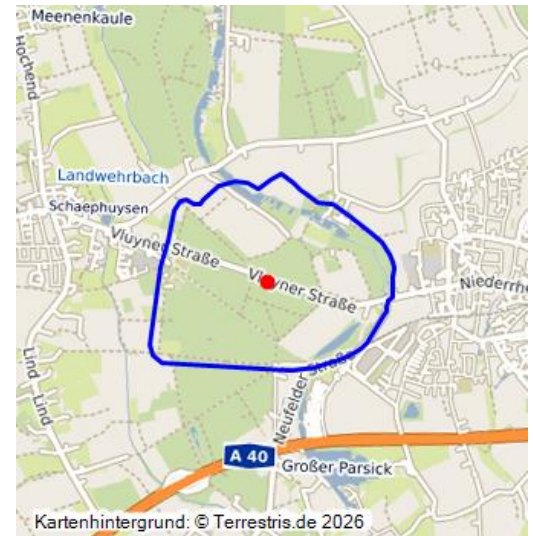 Meenenkaule
Hochend
Landwehrbach
Schaephuysen
Vluyner Straße
Vluyner Straße
Niederrhe
Lind
Lind
Neufelder Straße
A 40
Großer Parsick
Kartenhintergrund: © Terrestris.de 2026